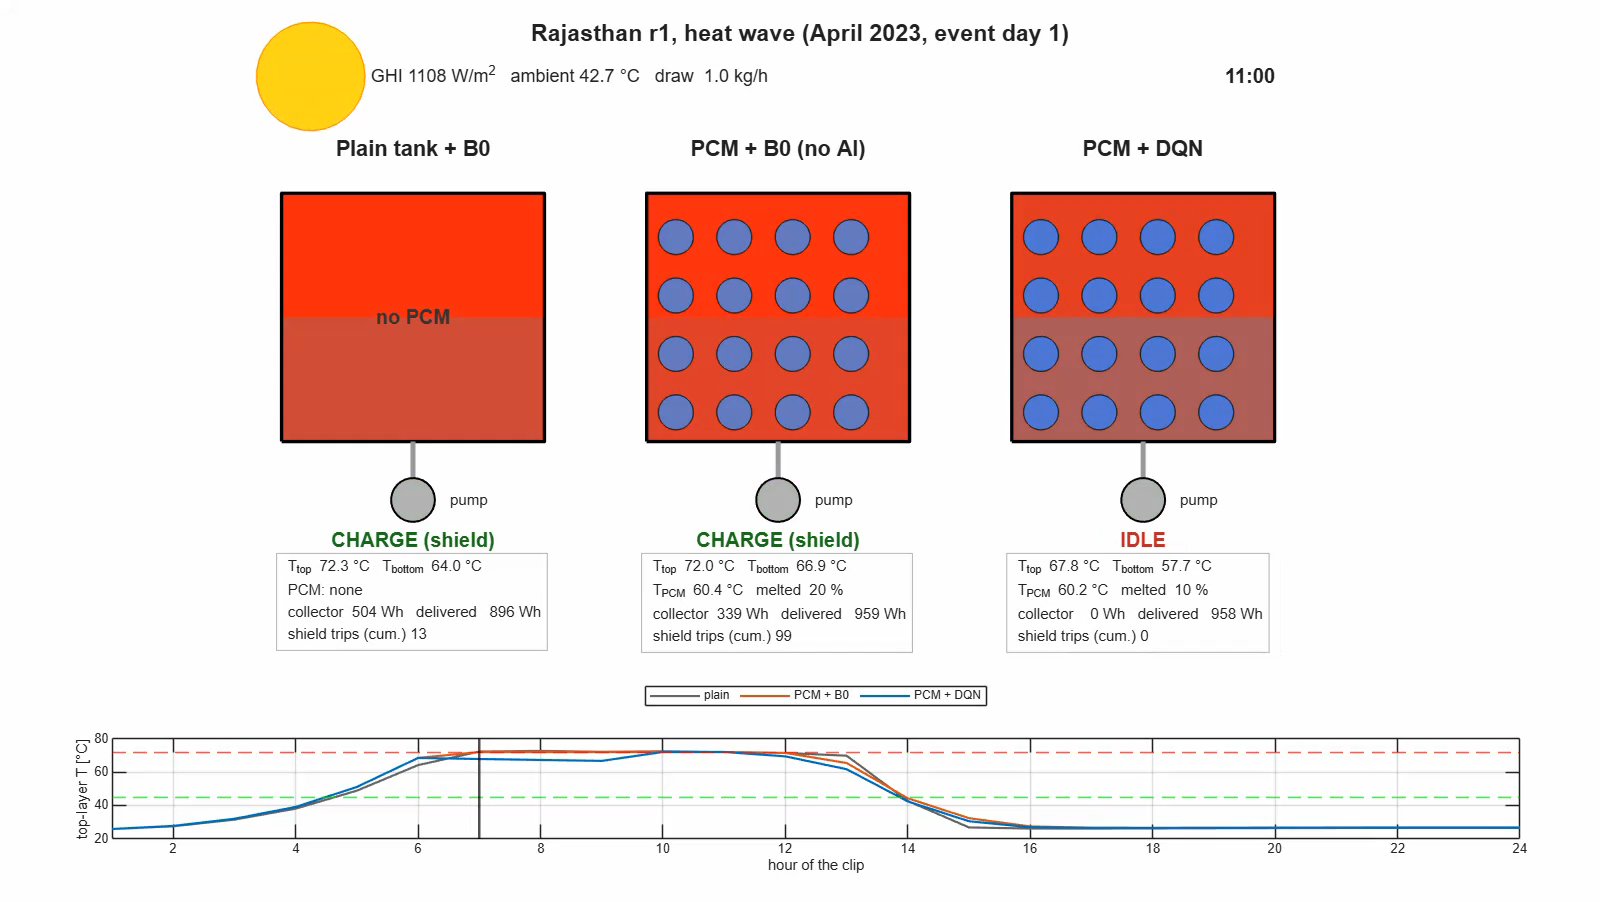 Rajasthan r1, heat wave (April 2023, event day 1)
GHI 1108 W/m² ambient 42.7 °C draw 1.0 kg/h
11:00
Plain tank + B0
PCM + B0 (no AI)
PCM + DQN
no PCM
pump
pump
pump
CHARGE (shield)
Ttop 72.3 °C Tbottom 64.0 °C
PCM: none
collector 504 Wh delivered 896 Wh
shield trips (cum.) 13
CHARGE (shield)
Ttop 72.0 °C Tbottom 66.9 °C
TPCM 60.4 °C melted 20 %
collector 339 Wh delivered 959 Wh
shield trips (cum.) 99
IDLE
Ttop 67.8 °C Tbottom 57.7 °C
TPCM 60.2 °C melted 10 %
collector 0 Wh delivered 958 Wh
shield trips (cum.) 0
plain PCM + B0 PCM + DQN
top-layer T [°C]
80
60
40
20
2 4 6 8 10 12 14 16 18 20 22 24
hour of the clip